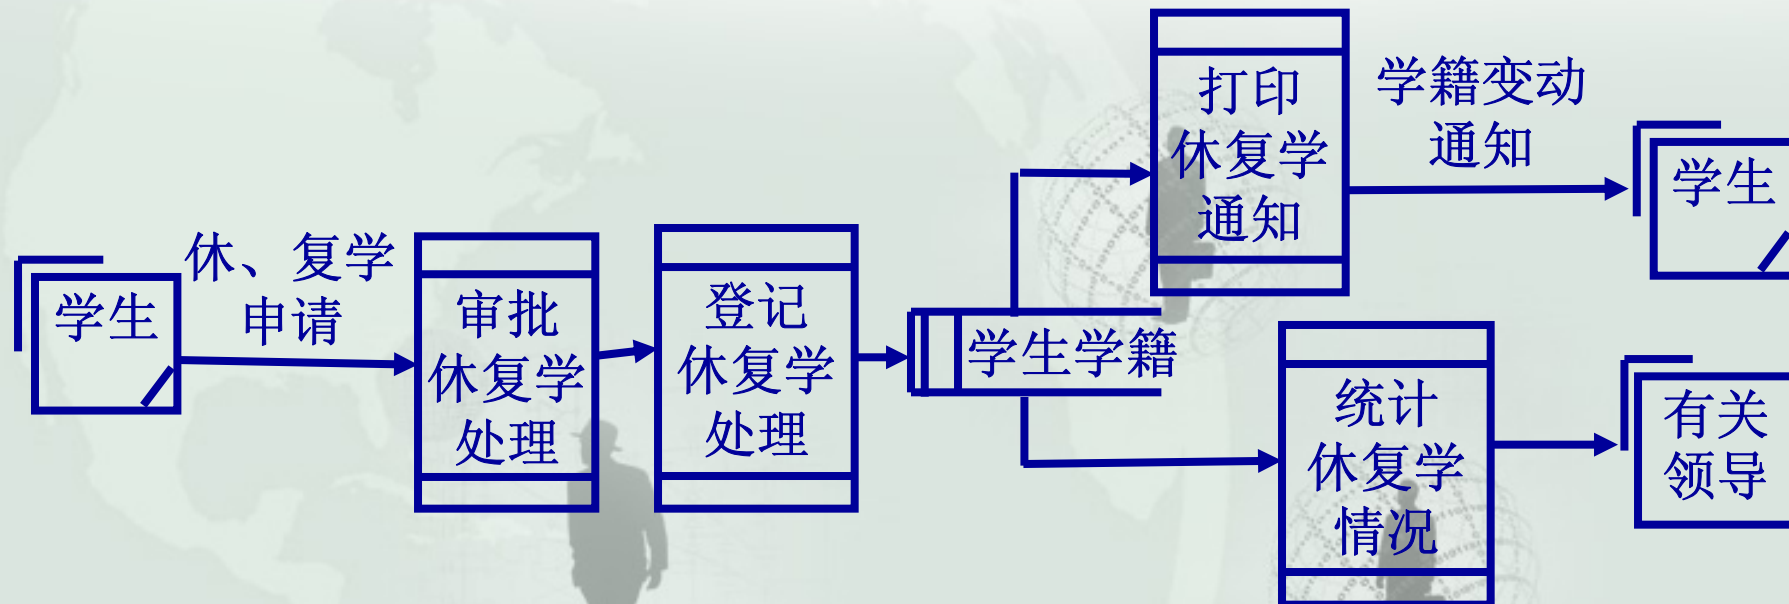 学生
休、复学
申请
审批
休复学
处理
登记
休复学
处理
学生学籍
打印
休复学
通知
学籍变动
通知
学生
统计
休复学
情况
有关
领导